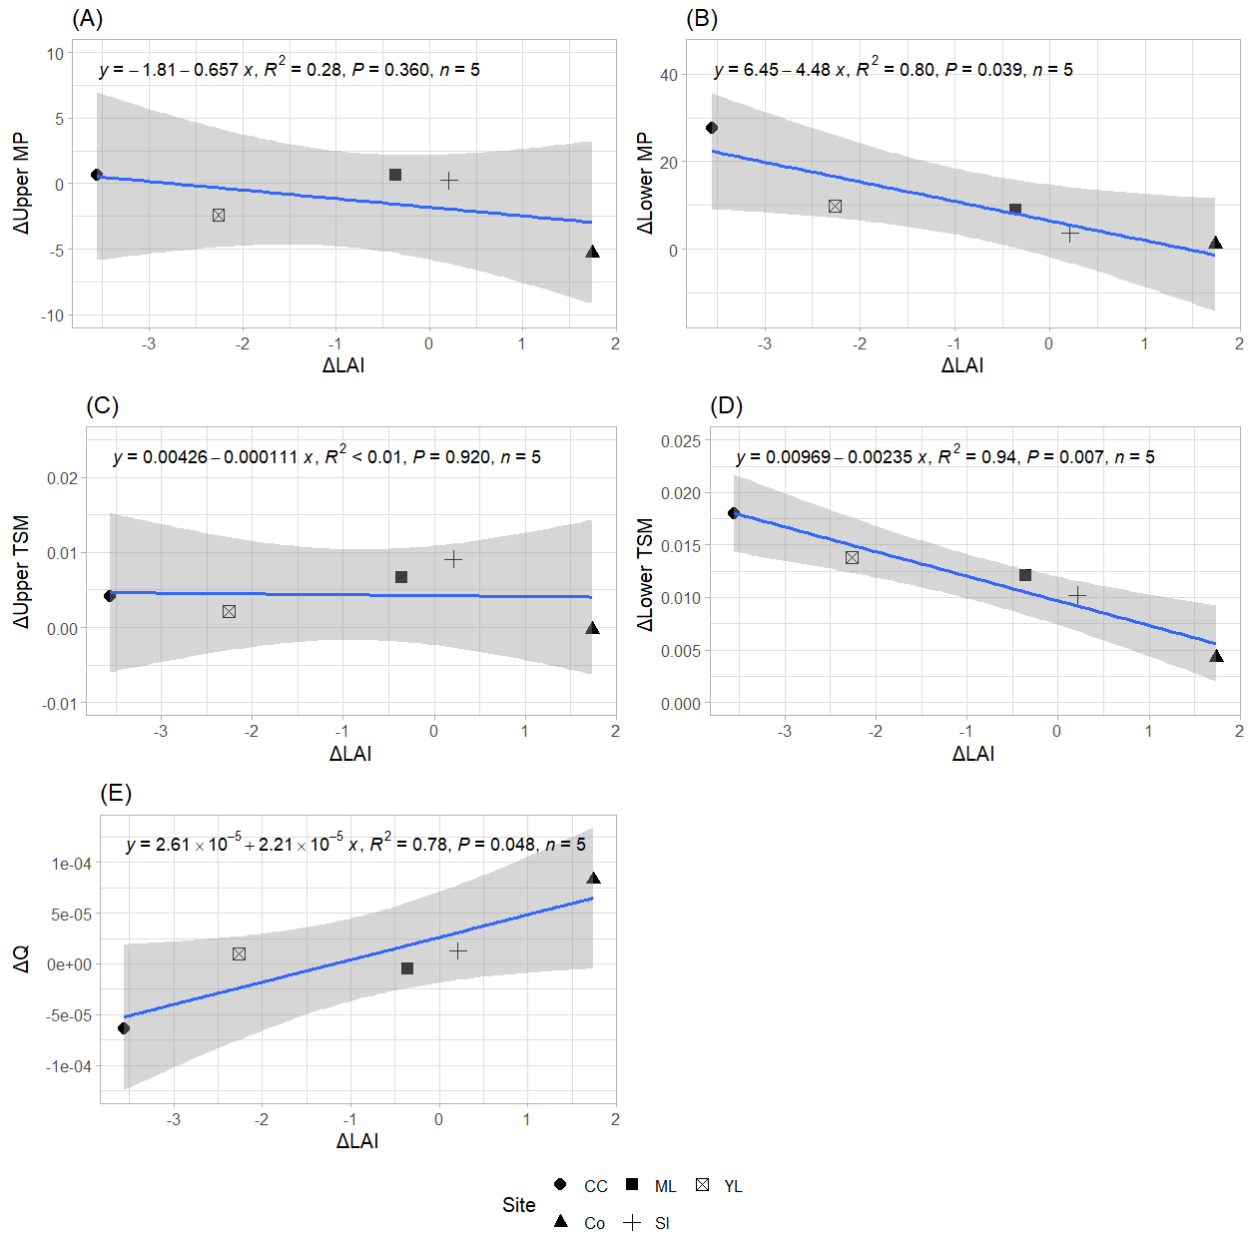 (A)
y = − 1.81 − 0.657 x, R² = 0.28, P = 0.360, n = 5
10
5
0
-5
-10
ΔUpper MP
-3 -2 -1 0 1 2
ΔLAI
(B)
y = 6.45 − 4.48 x, R² = 0.80, P = 0.039, n = 5
40
20
0
ΔLower MP
-3 -2 -1 0 1 2
ΔLAI
(C)
y = 0.00426 − 0.000111 x, R² < 0.01, P = 0.920, n = 5
0.02
0.01
0.00
-0.01
ΔUpper TSM
-3 -2 -1 0 1 2
ΔLAI
(D)
y = 0.00969 − 0.00235 x, R² = 0.94, P = 0.007, n = 5
0.025
0.020
0.015
0.010
0.005
0.000
ΔLower TSM
-3 -2 -1 0 1 2
ΔLAI
(E)
y = 2.61 × 10⁻⁵ + 2.21 × 10⁻⁵ x, R² = 0.78, P = 0.048, n = 5
1e-04
5e-05
0e+00
-5e-05
-1e-04
ΔQ
-3 -2 -1 0 1 2
ΔLAI
Site
CC ML YL
Co SI